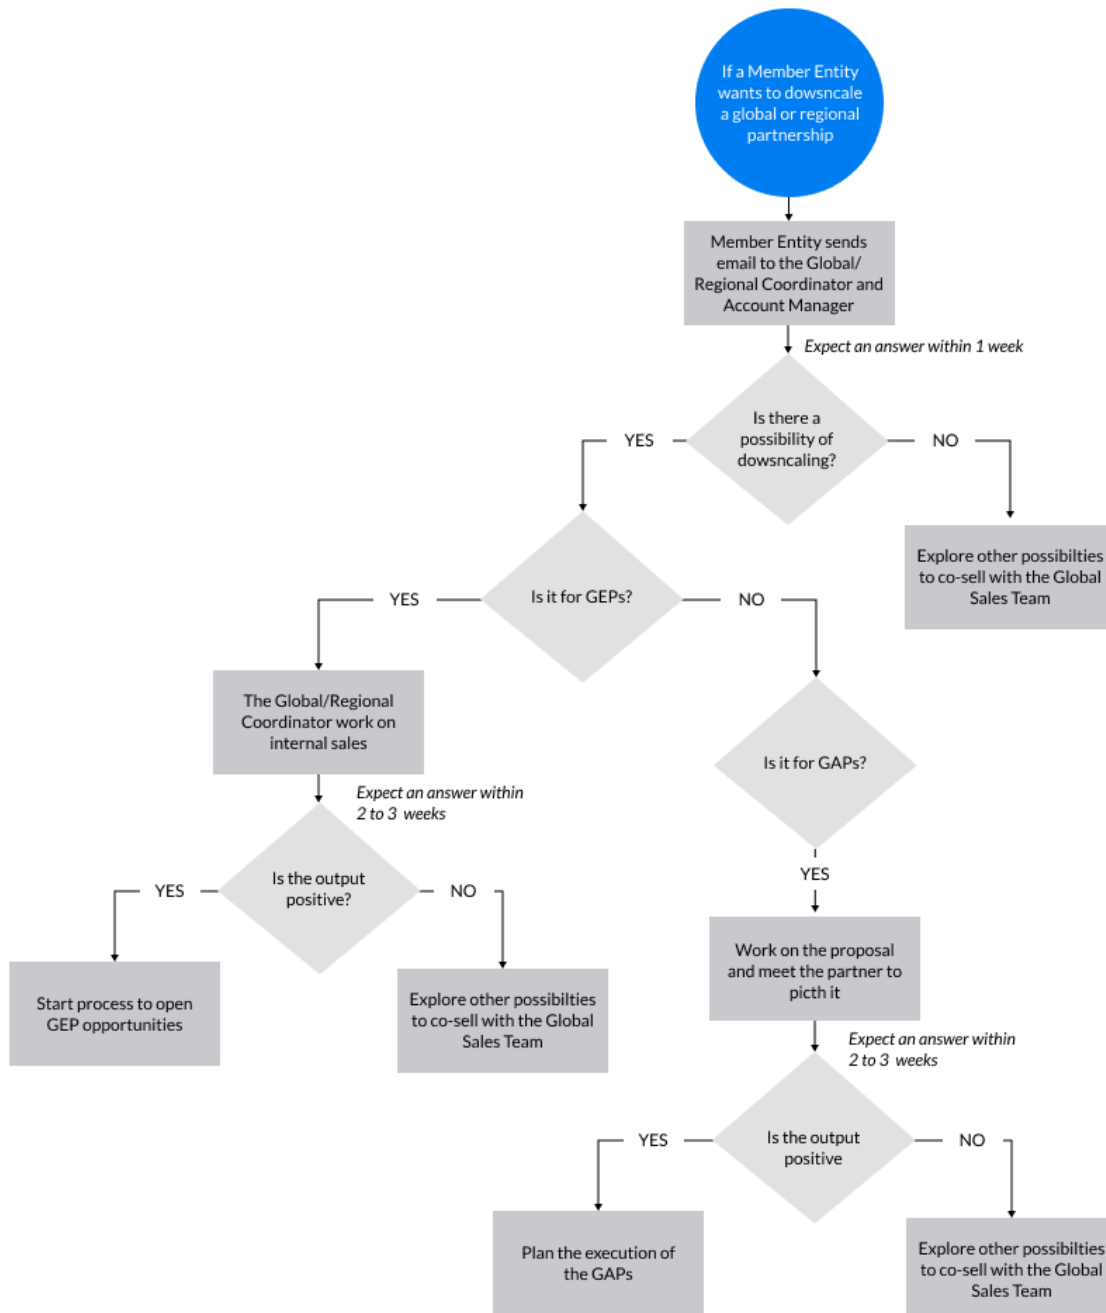 If a Member Entity
wants to dowsncale
a global or regional
partnership
Member Entity sends
email to the Global/
Regional Coordinator and
Account Manager
Expect an answer within 1 week
Is there a
possibility of
dowsncaling?
YES
NO
Explore other possibilties
to co-sell with the Global
Sales Team
Is it for GEPs?
YES
NO
The Global/Regional
Coordinator work on
internal sales
Is it for GAPs?
Expect an answer within
2 to 3 weeks
Is the output
positive?
YES
NO
YES
Start process to open
GEP opportunities
Explore other possibilties
to co-sell with the Global
Sales Team
Work on the proposal
and meet the partner to
picth it
Expect an answer within
2 to 3 weeks
Is the output
positive
YES
NO
Plan the execution of
the GAPs
Explore other possibilties
to co-sell with the Global
Sales Team